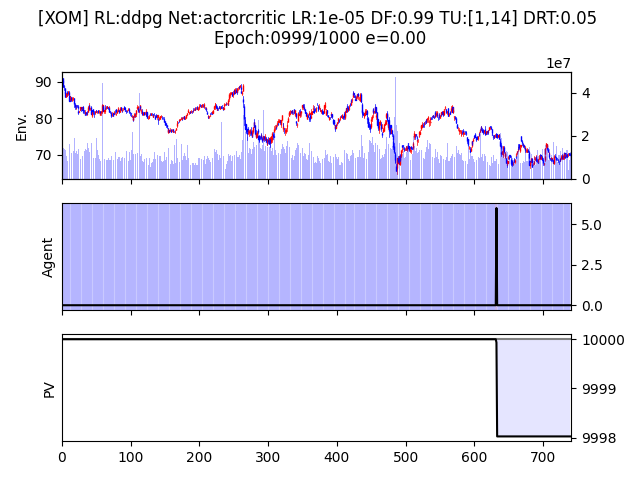 [XOM] RL:ddpg Net:actorcritic LR:1e-05 DF:0.99 TU:[1,14] DRT:0.05
Epoch:0999/1000 e=0.00
1e7
90
80
70
Env.
4
2
0
Agent
5.0
2.5
0.0
PV
10000
9999
9998
0 100 200 300 400 500 600 700